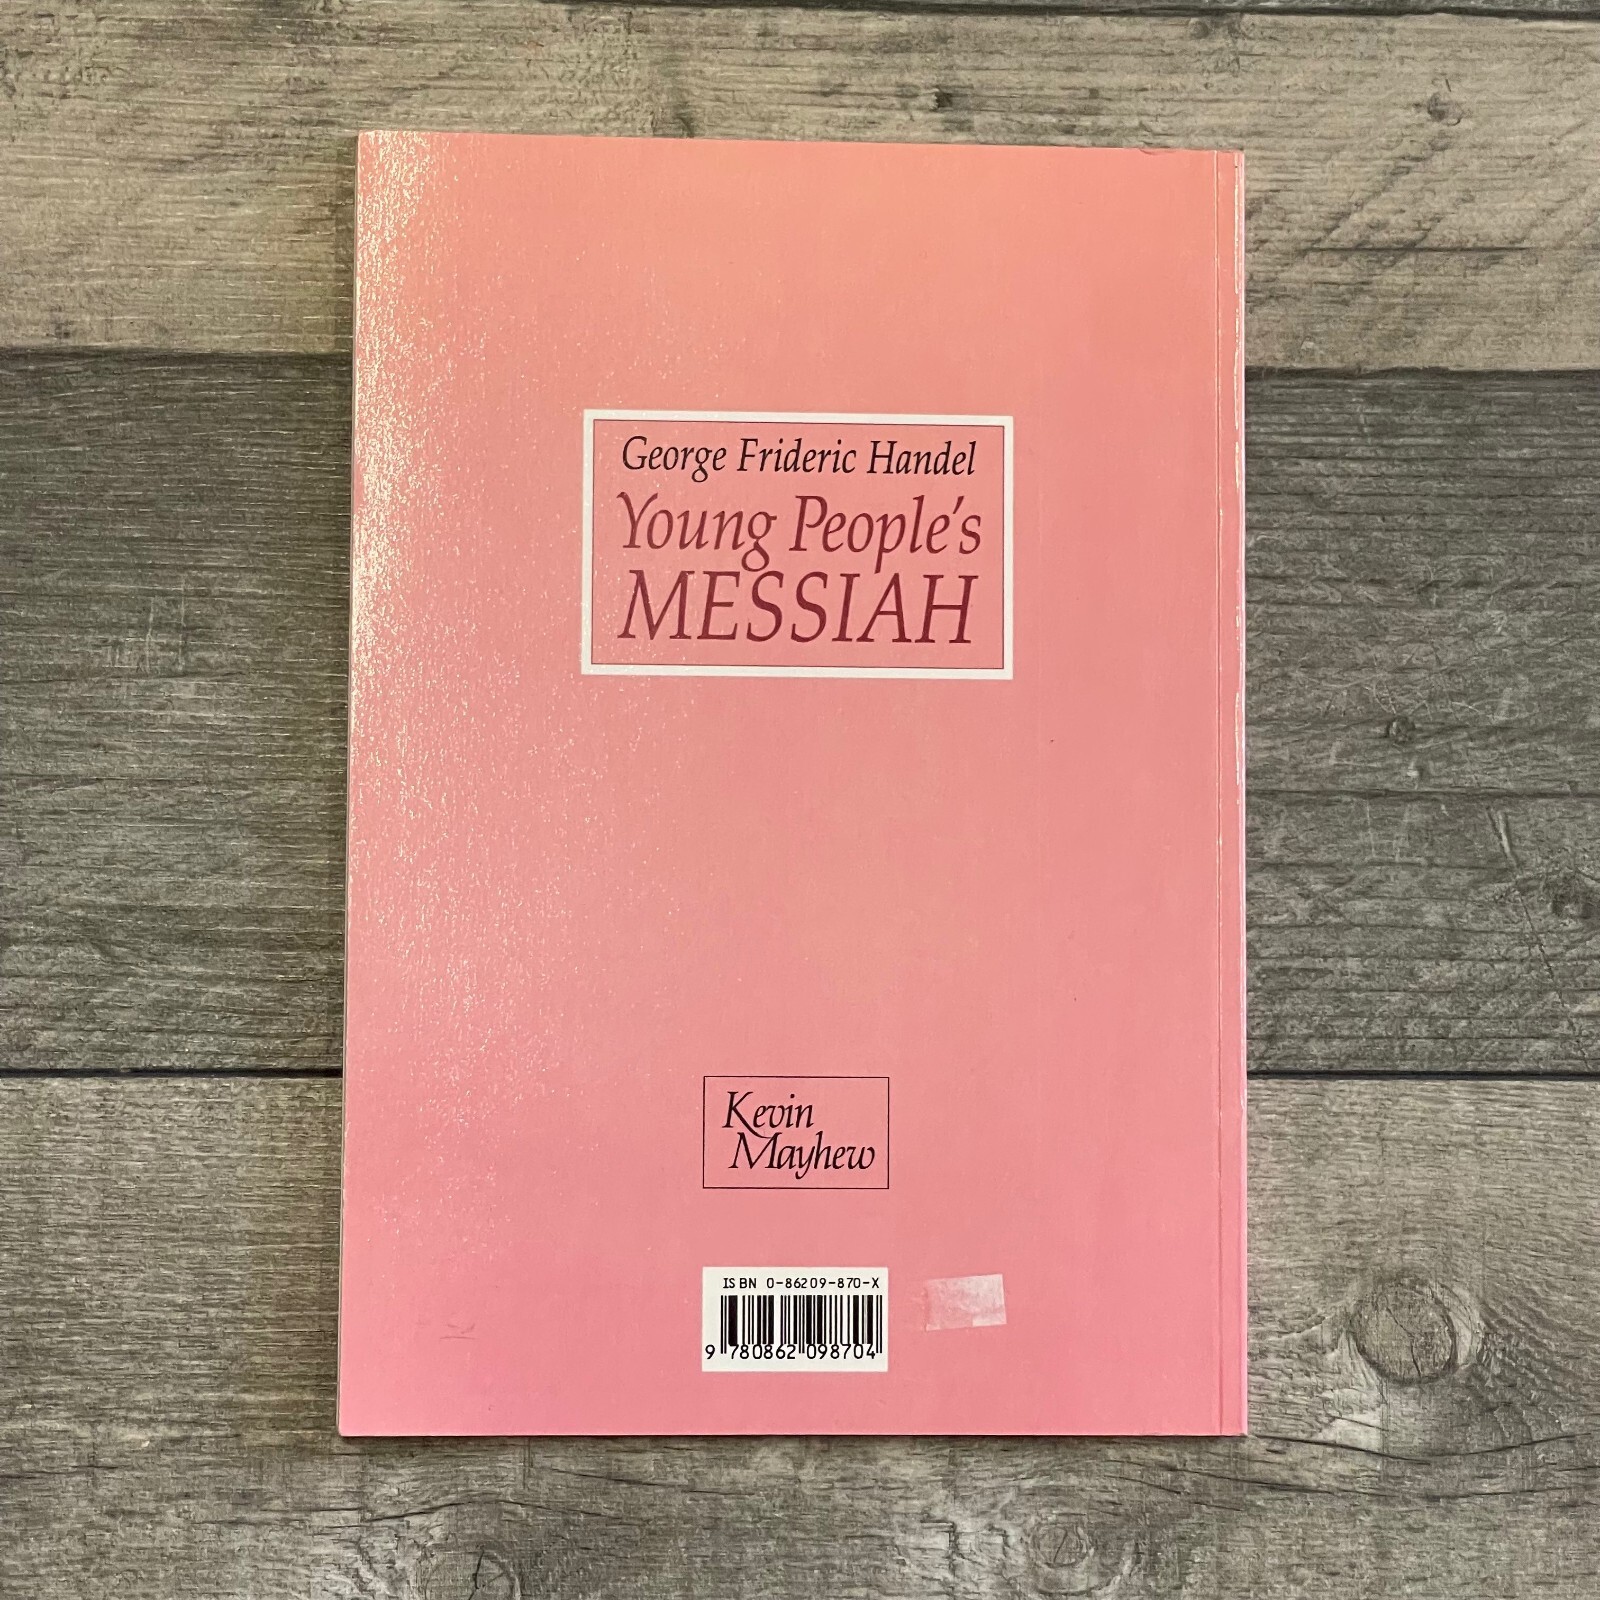 George Frideric Handel
Young People's
MESSIAH
Kevin
Mayhew
ISBN 0-86209-870-X
9 780862 098704